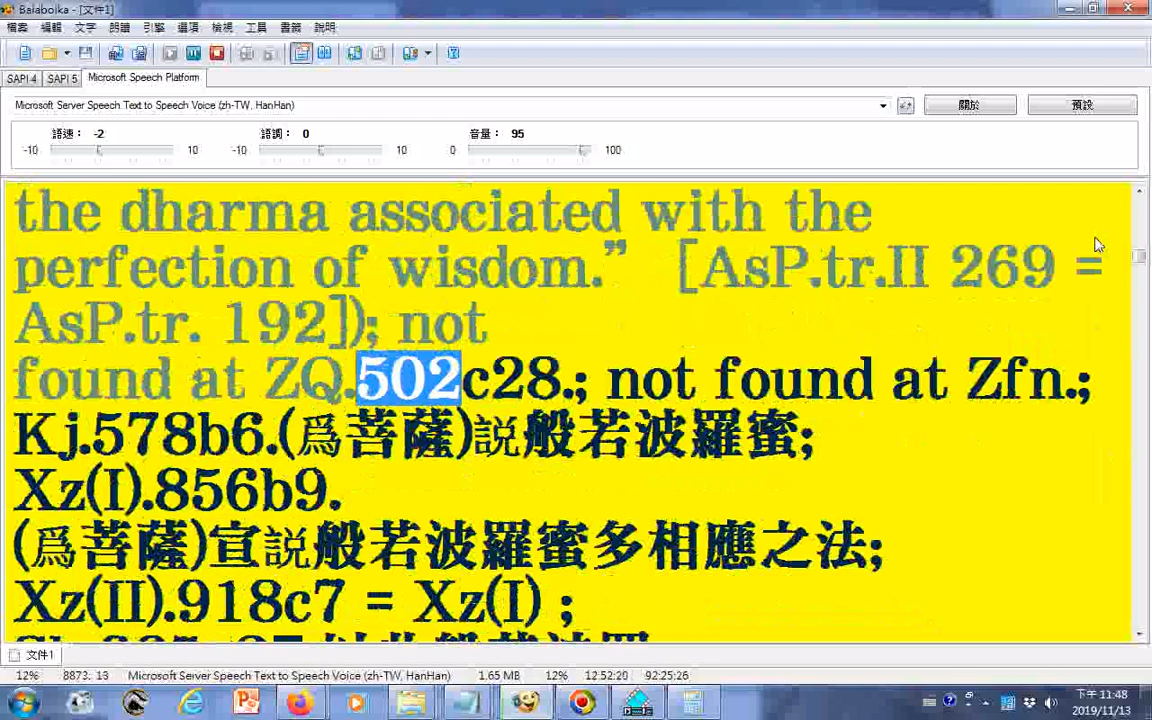 Balabolka - [文件1]
檔案 編輯 文字 朗讀 引擎 選項 檢視 工具 書籤 說明
SAPI 4 SAPI 5 Microsoft Speech Platform
Microsoft Server Speech Text to Speech Voice (zh-TW, HanHan) 關於 預設
語速: -2 語調: 0 音量: 95
-10 10 -10 10 0 100
the dharma associated with the
perfection of wisdom.” [AsP.tr.II 269 =
AsP.tr. 192]); not
found at ZQ.502c28.; not found at Zfn.;
Kj.578b6.(爲菩薩)説般若波羅蜜;
Xz(I).856b9.
(爲菩薩)宣説般若波羅蜜多相應之法;
Xz(II).918c7 = Xz(I) ;
文件1
12% 8873: 13 Microsoft Server Speech Text to Speech Voice (zh-TW, HanHan) 1.65 MB 12% 12:52:20 92:25:26
下午 11:48
2019/11/13